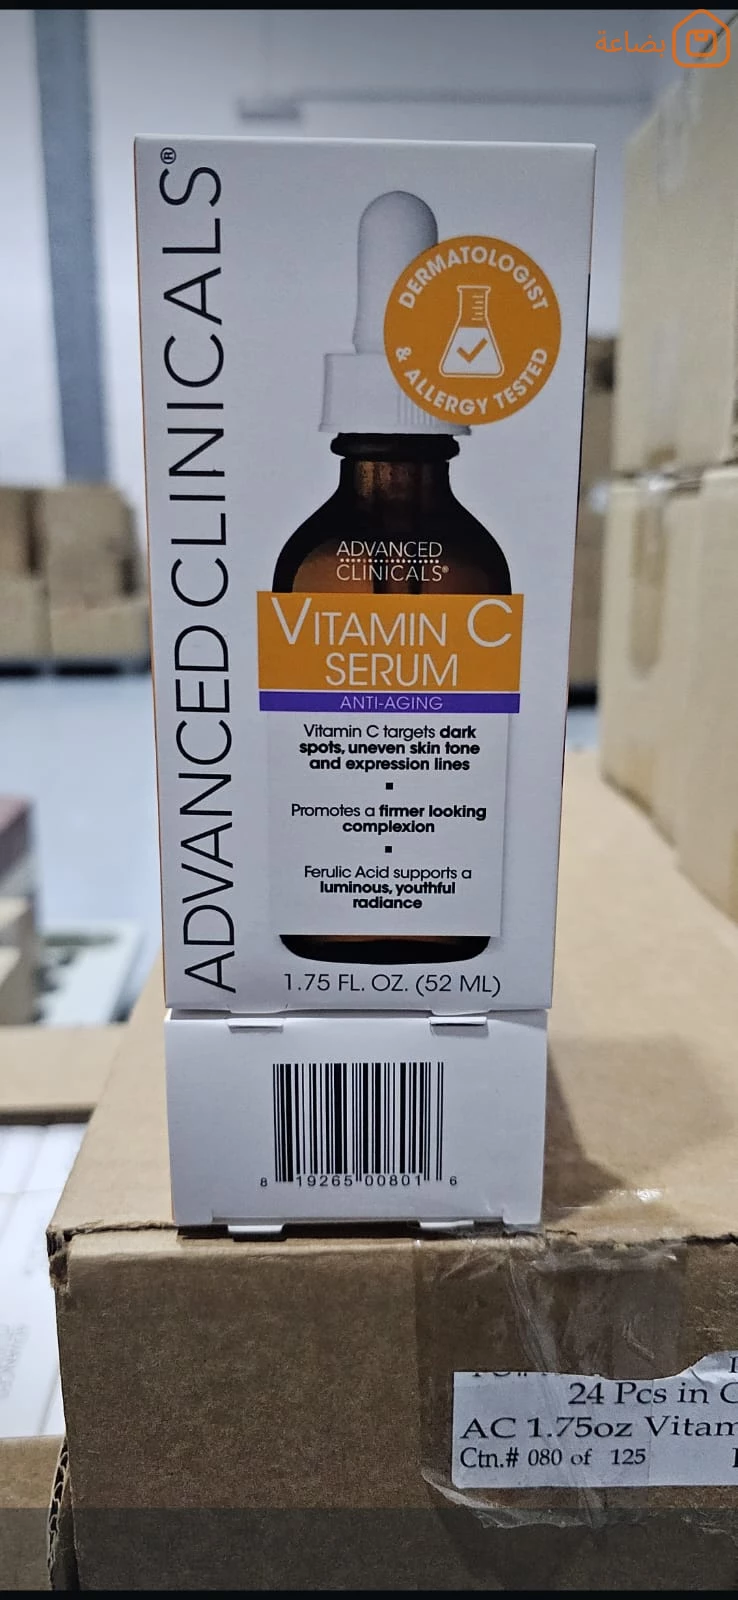 بضاعة
ADVANCED CLINICALS®
DERMATOLOGIST
& ALLERGY TESTED
ADVANCED
CLINICALS®
VITAMIN C
SERUM
ANTI-AGING
Vitamin C targets dark
spots, uneven skin tone
and expression lines
Promotes a firmer looking
complexion
Ferulic Acid supports a
luminous, youthful
radiance
1.75 FL. OZ. (52 ML)
8 19265 00801 6
24 Pcs in C
AC 1.75oz Vitam
Ctn.# 080 of 125